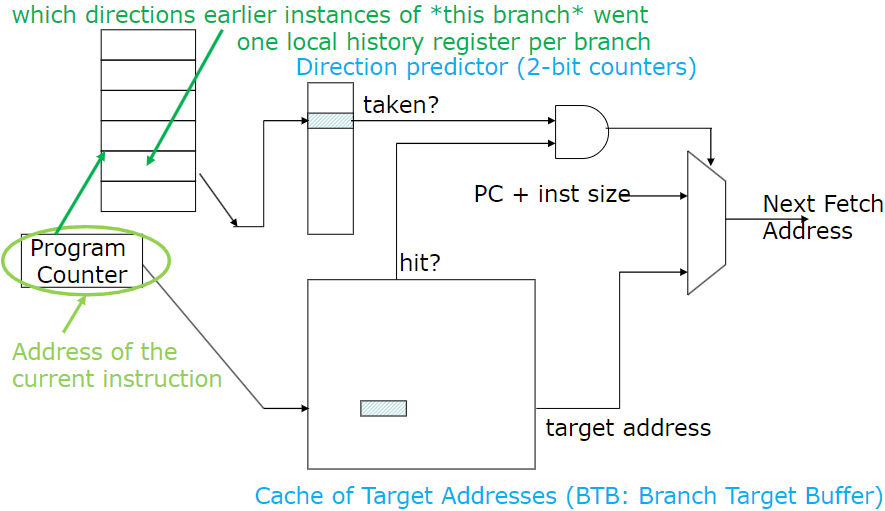 which directions earlier instances of *this branch* went
one local history register per branch
Direction predictor (2-bit counters)
taken?
PC + inst size
Next Fetch
Address
Program
Counter
hit?
Address of the
current instruction
target address
Cache of Target Addresses (BTB: Branch Target Buffer)